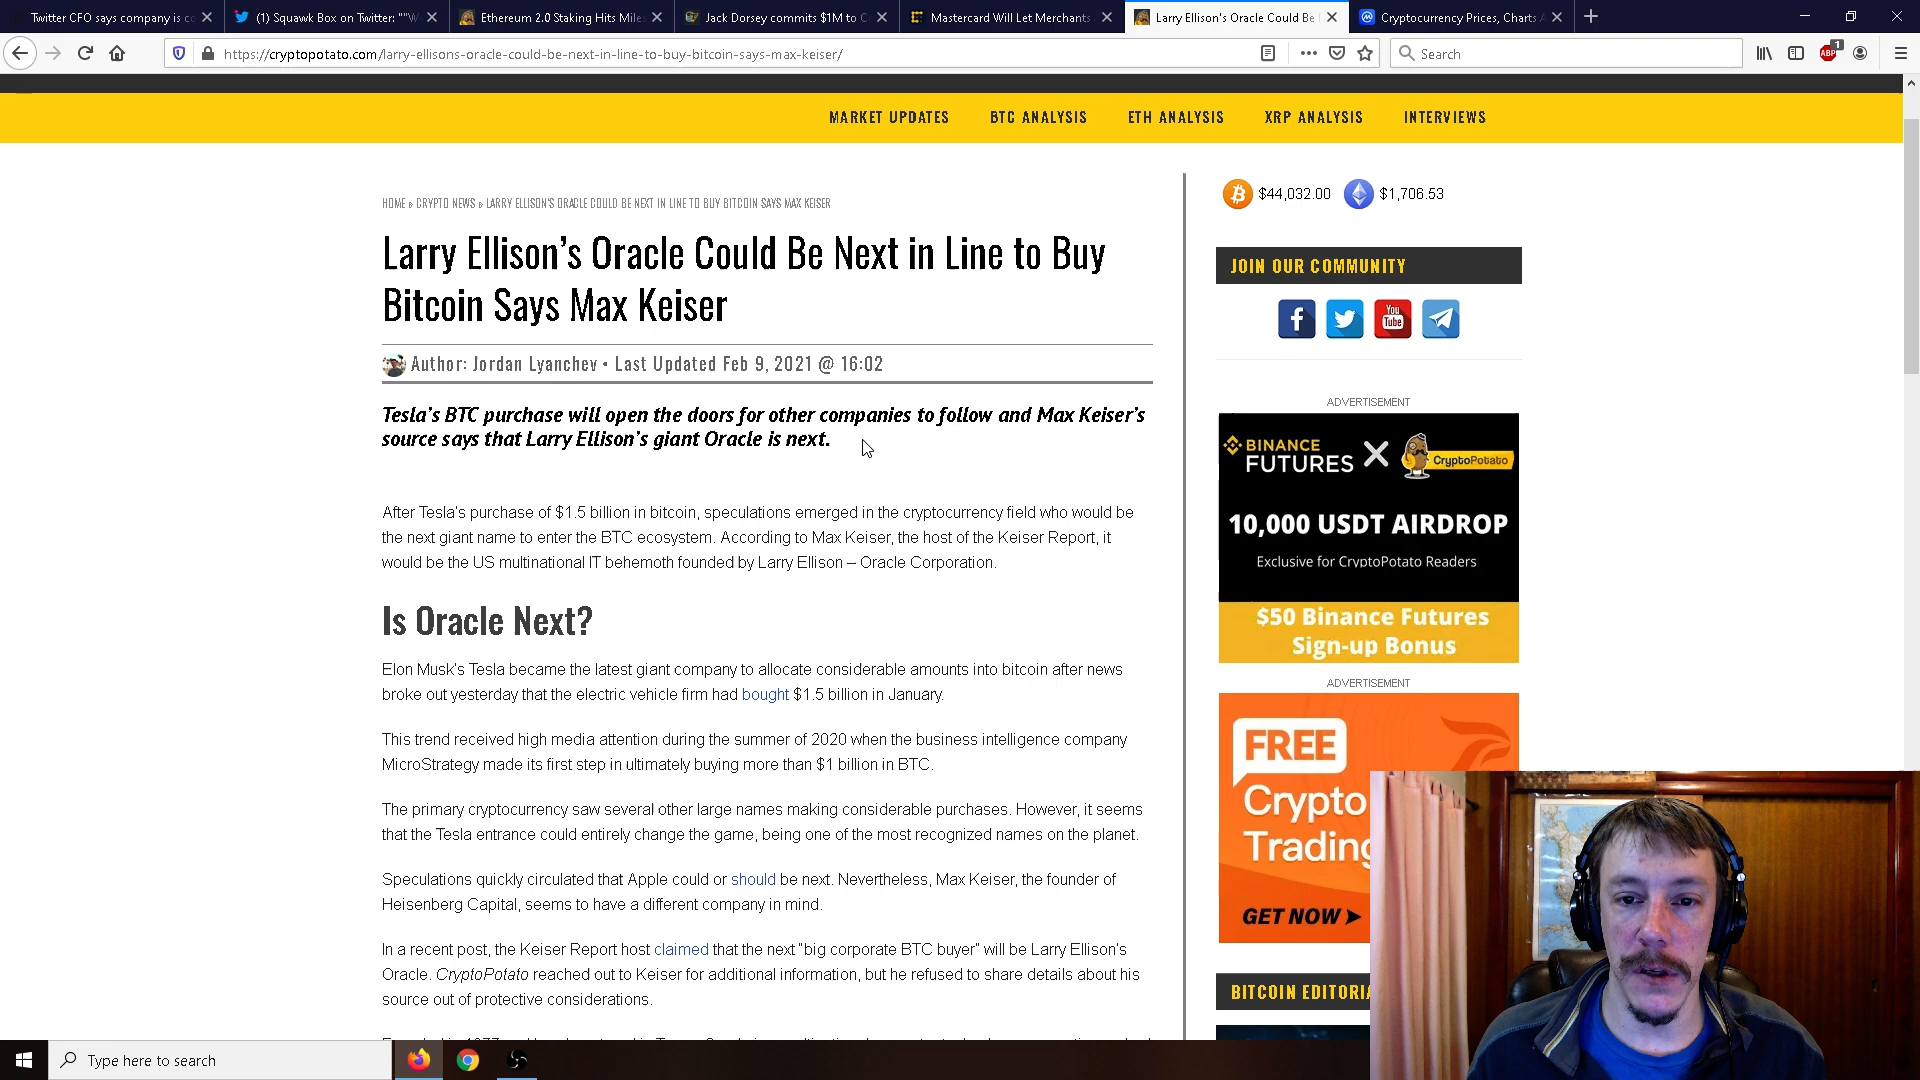 Twitter CFO says company is co
(1) Squawk Box on Twitter: ""W
Ethereum 2.0 Staking Hits Mile
Jack Dorsey commits $1M to C
Mastercard Will Let Merchants
Larry Ellison's Oracle Could Be
Cryptocurrency Prices, Charts A
https://cryptopotato.com/larry-ellisons-oracle-could-be-next-in-line-to-buy-bitcoin-says-max-keiser/
Search
ABP
1
MARKET UPDATES
BTC ANALYSIS
ETH ANALYSIS
XRP ANALYSIS
INTERVIEWS
HOME » CRYPTO NEWS » LARRY ELLISON'S ORACLE COULD BE NEXT IN LINE TO BUY BITCOIN SAYS MAX KEISER
Larry Ellison's Oracle Could Be Next in Line to Buy
Bitcoin Says Max Keiser
Author: Jordan Lyanchev • Last Updated Feb 9, 2021 @ 16:02
Tesla's BTC purchase will open the doors for other companies to follow and Max Keiser's
source says that Larry Ellison's giant Oracle is next.
After Tesla's purchase of $1.5 billion in bitcoin, speculations emerged in the cryptocurrency field who would be
the next giant name to enter the BTC ecosystem. According to Max Keiser, the host of the Keiser Report, it
would be the US multinational IT behemoth founded by Larry Ellison – Oracle Corporation.
Is Oracle Next?
Elon Musk's Tesla became the latest giant company to allocate considerable amounts into bitcoin after news
broke out yesterday that the electric vehicle firm had bought $1.5 billion in January.
This trend received high media attention during the summer of 2020 when the business intelligence company
MicroStrategy made its first step in ultimately buying more than $1 billion in BTC.
The primary cryptocurrency saw several other large names making considerable purchases. However, it seems
that the Tesla entrance could entirely change the game, being one of the most recognized names on the planet.
Speculations quickly circulated that Apple could or should be next. Nevertheless, Max Keiser, the founder of
Heisenberg Capital, seems to have a different company in mind.
In a recent post, the Keiser Report host claimed that the next "big corporate BTC buyer" will be Larry Ellison's
Oracle. CryptoPotato reached out to Keiser for additional information, but he refused to share details about his
source out of protective considerations.
$44,032.00
$1,706.53
JOIN OUR COMMUNITY
You
Tube
ADVERTISEMENT
BINANCE
FUTURES
CryptoPotato
10,000 USDT AIRDROP
Exclusive for CryptoPotato Readers
$50 Binance Futures
Sign-up Bonus
ADVERTISEMENT
FREE
Crypto
Trading
GET NOW
BITCOIN EDITORIA
Type here to search